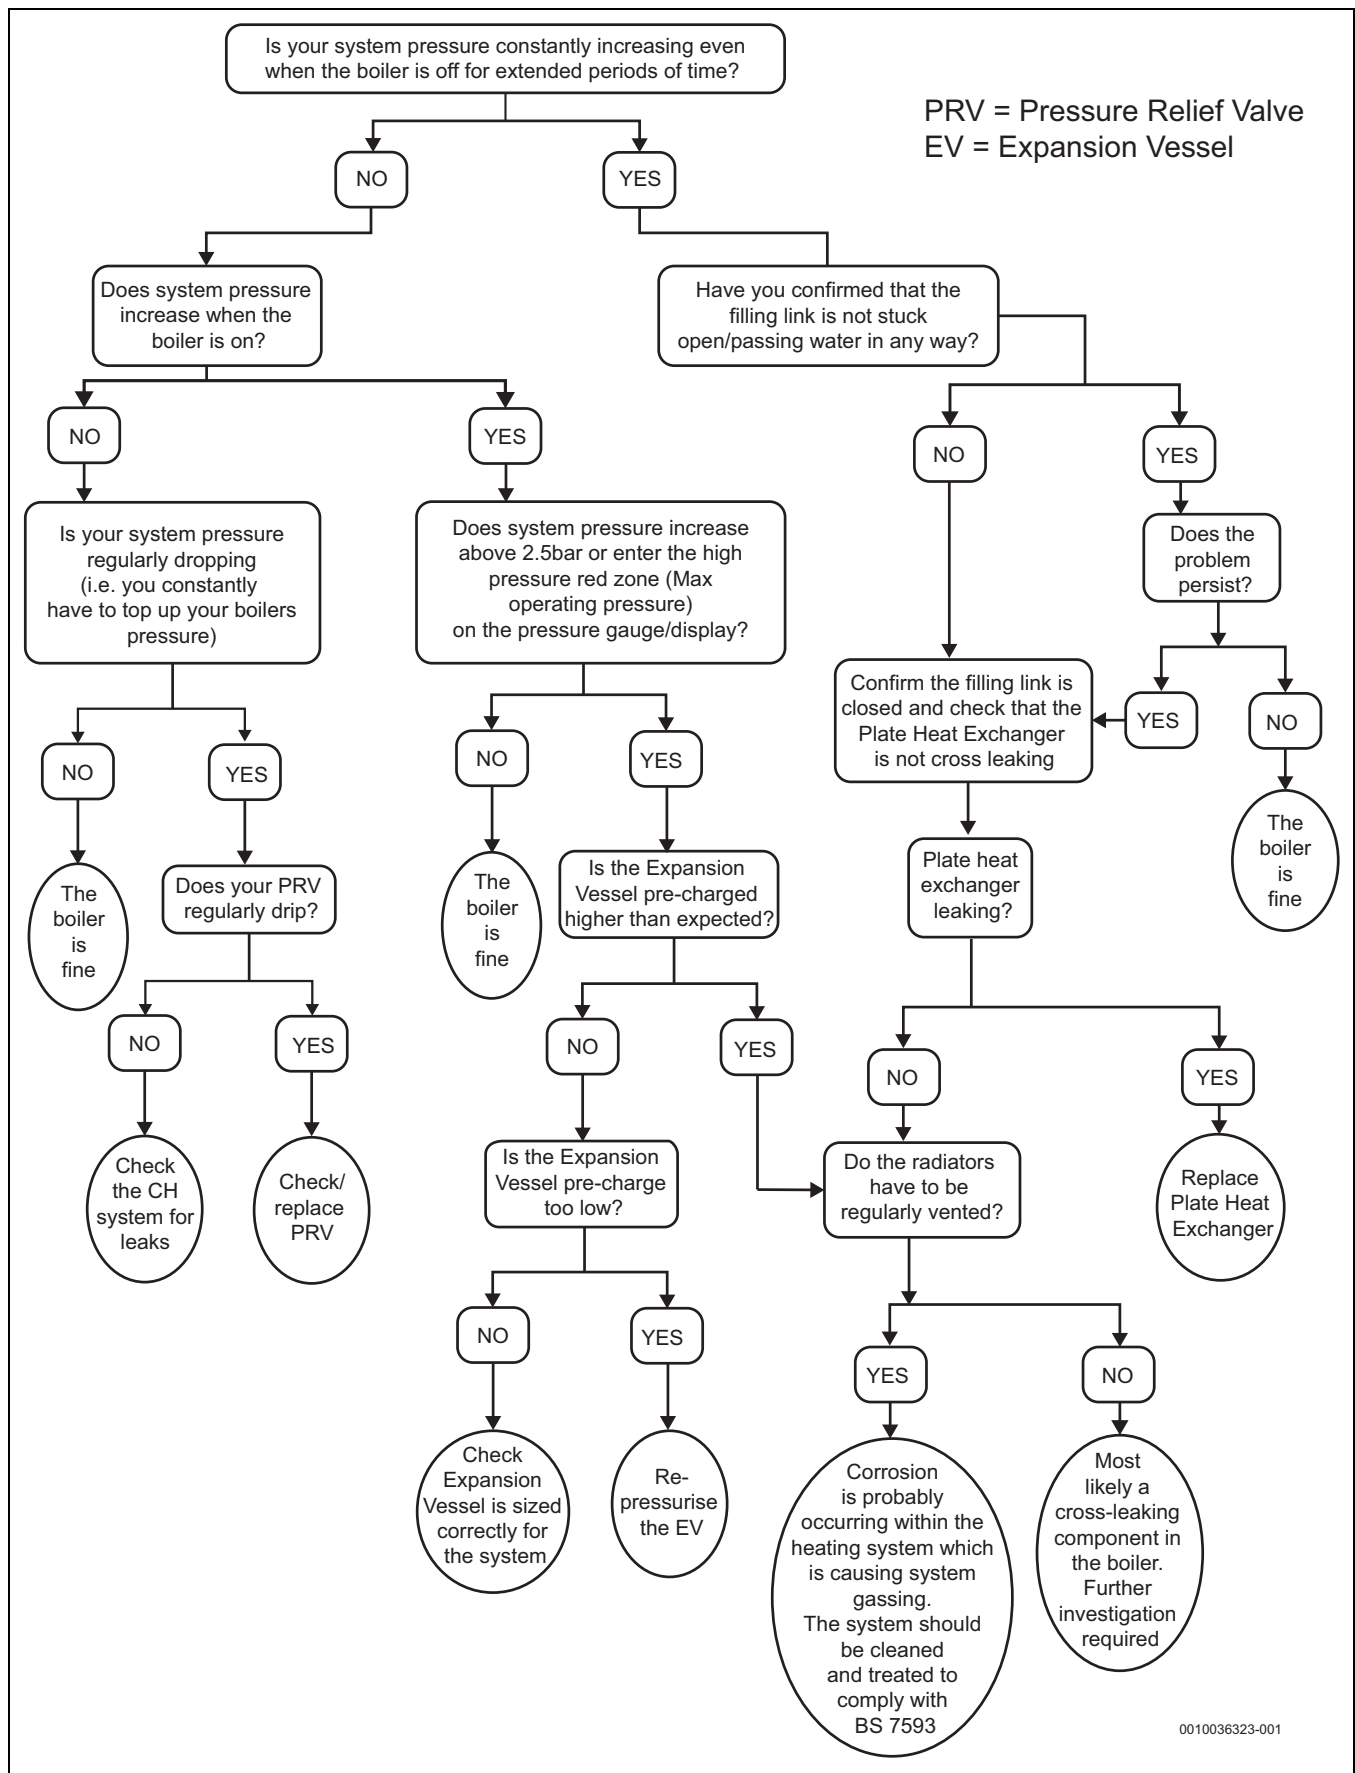 Is your system pressure constantly increasing even
when the boiler is off for extended periods of time?
PRV = Pressure Relief Valve
EV = Expansion Vessel
NO
YES
Does system pressure
increase when the
boiler is on?
Have you confirmed that the
filling link is not stuck
open/passing water in any way?
NO
YES
NO
YES
Is your system pressure
regularly dropping
(i.e. you constantly
have to top up your boilers
pressure)
Does system pressure increase
above 2.5bar or enter the high
pressure red zone (Max
operating pressure)
on the pressure gauge/display?
Does the
problem
persist?
Confirm the filling link is
closed and check that the
Plate Heat Exchanger
is not cross leaking
YES
NO
NO
YES
NO
YES
The
boiler
is
fine
Does your PRV
regularly drip?
The
boiler
is
fine
Is the Expansion
Vessel pre-charged
higher than expected?
Plate heat
exchanger
leaking?
The
boiler
is
fine
NO
YES
NO
YES
NO
YES
Check
the CH
system for
leaks
Check/
replace
PRV
Is the Expansion
Vessel pre-charge
too low?
Do the radiators
have to be
regularly vented?
Replace
Plate Heat
Exchanger
NO
YES
YES
NO
Check
Expansion
Vessel is sized
correctly for
the system
Re-
pressurise
the EV
Corrosion
is probably
occurring within the
heating system which
is causing system
gassing.
The system should
be cleaned
and treated to
comply with
BS 7593
Most
likely a
cross-leaking
component in
the boiler.
Further
investigation
required
0010036323-001